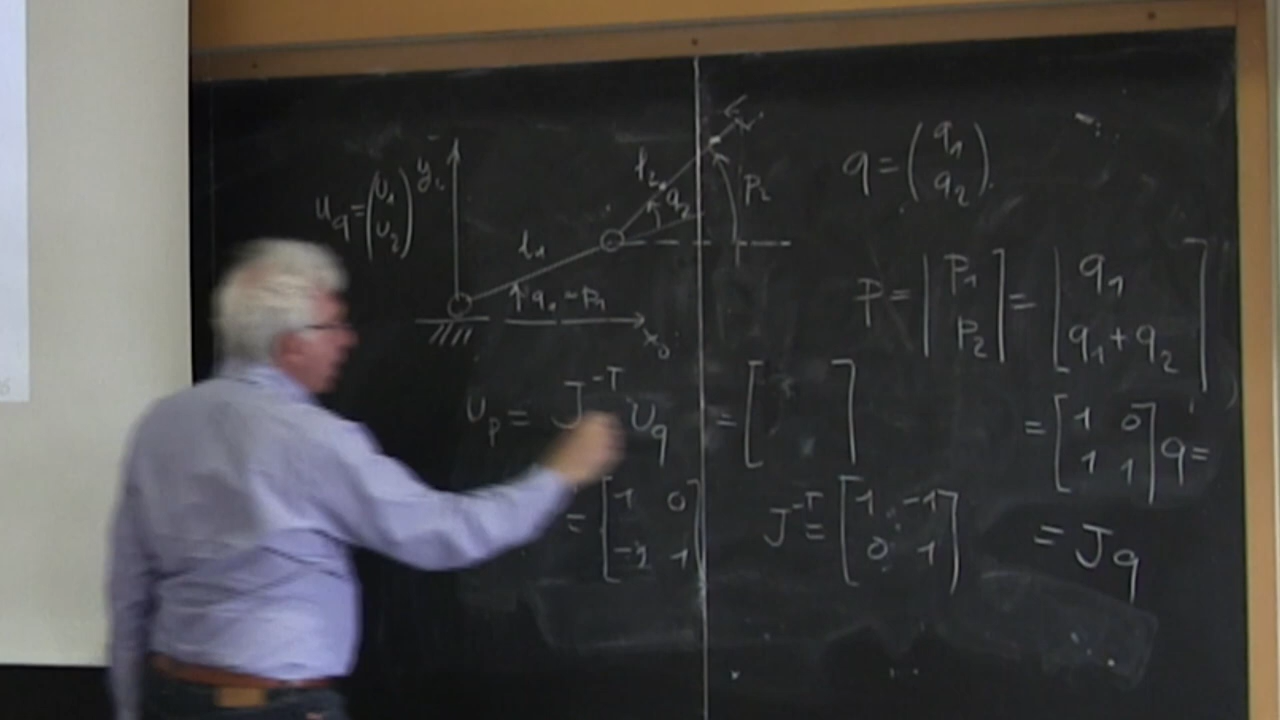 u_q = (u_1 u_2)
y_0
l_1
l_2
q_2
P_2
q_1 = P_1
x_0
q = (q_1 q_2)
P = [P_1 P_2] = [q_1 q_1+q_2]
= [1 0 1 1] q =
= J q
u_p = J^-T u_q = [ ]
= [1 0 -1 1]
J^-T = [1 -1 0 1]